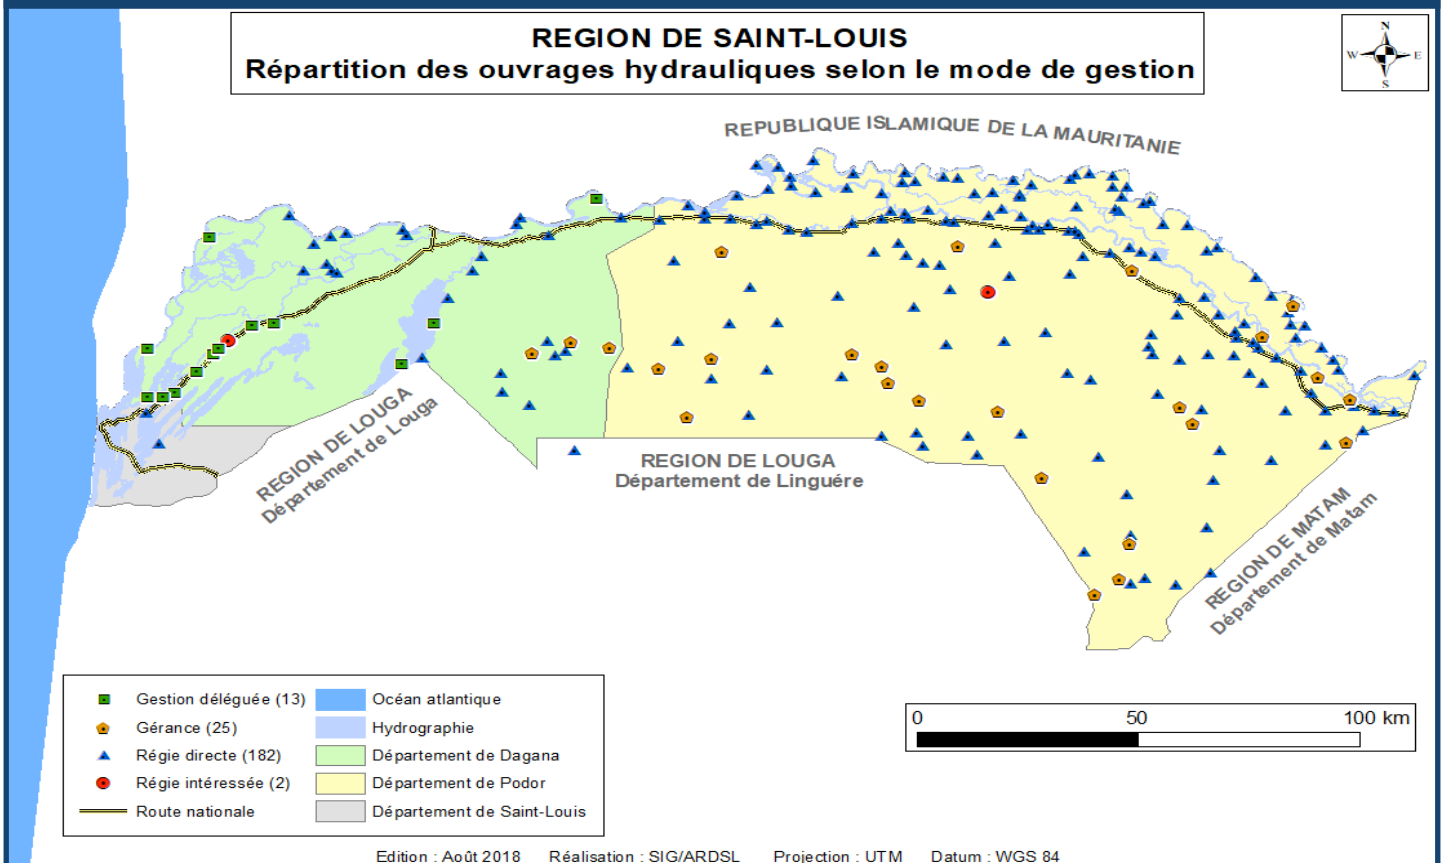 REGION DE SAINT-LOUIS
Répartition des ouvrages hydrauliques selon le mode de gestion
N
W E
S
REPUBLIQUE ISLAMIQUE DE LA MAURITANIE
REGION DE LOUGA
Département de Louga
REGION DE LOUGA
Département de Linguére
REGION DE MATAM
Département de Matam
Gestion déléguée (13)
Gérance (25)
Régie directe (182)
Régie intéressée (2)
Route nationale
Océan atlantique
Hydrographie
Département de Dagana
Département de Podor
Département de Saint-Louis
0 50 100 km
Edition : Août 2018 Réalisation : SIG/ARDSL Projection : UTM Datum : WGS 84